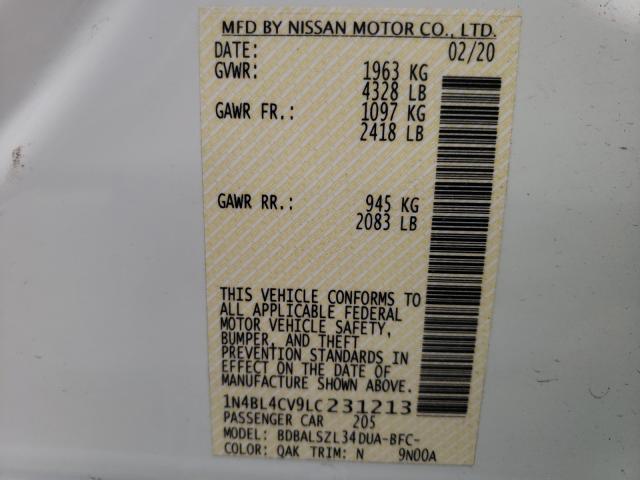 MFD BY NISSAN MOTOR CO., LTD.
DATE: 02/20
GVWR: 1963 KG
4328 LB
GAWR FR.: 1097 KG
2418 LB
GAWR RR.: 945 KG
2083 LB
THIS VEHICLE CONFORMS TO
ALL APPLICABLE FEDERAL
MOTOR VEHICLE SAFETY,
BUMPER, AND THEFT
PREVENTION STANDARDS IN
EFFECT ON THE DATE OF
MANUFACTURE SHOWN ABOVE.
1N4BL4CV9LC231213
PASSENGER CAR 205
MODEL: BDBALSZL34DUA-BFC-
COLOR: QAK TRIM: N 9N00A